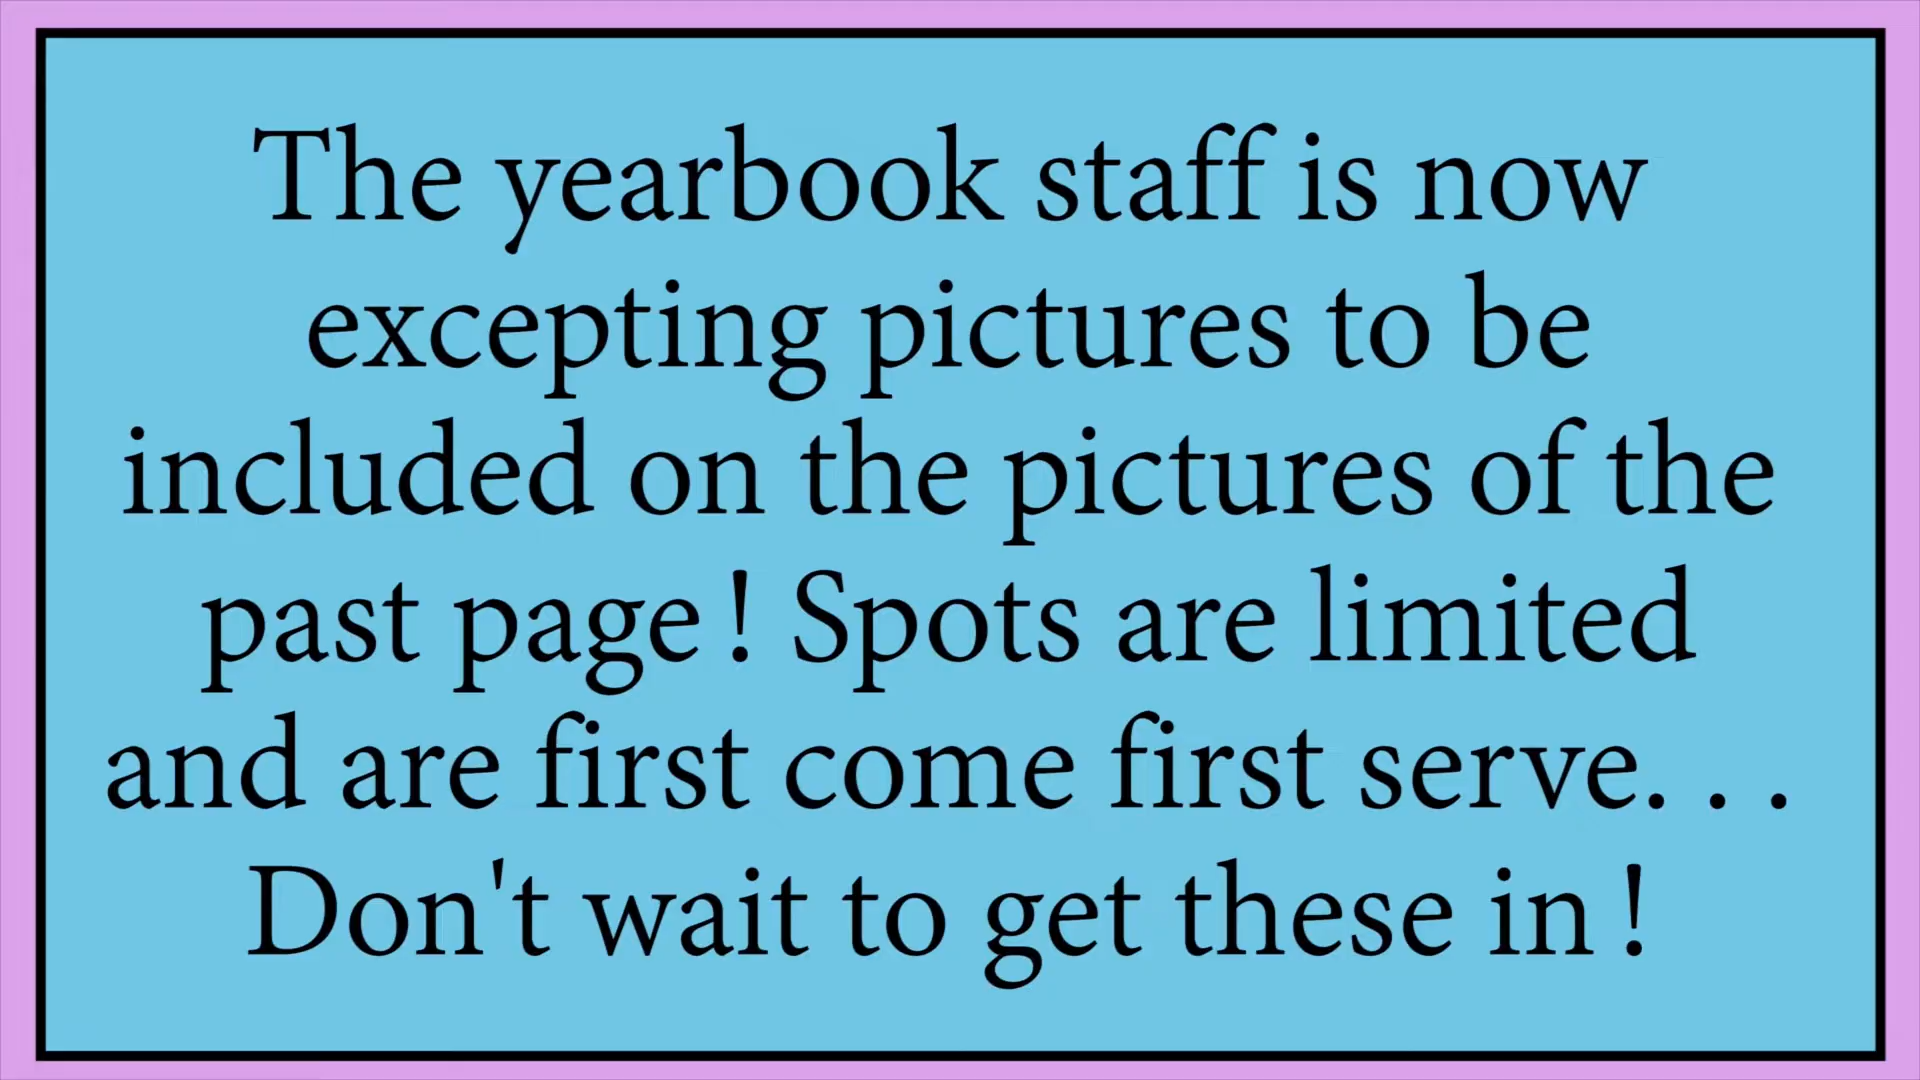 The yearbook staff is now
excepting pictures to be
included on the pictures of the
past page! Spots are limited
and are first come first serve. . .
Don't wait to get these in!